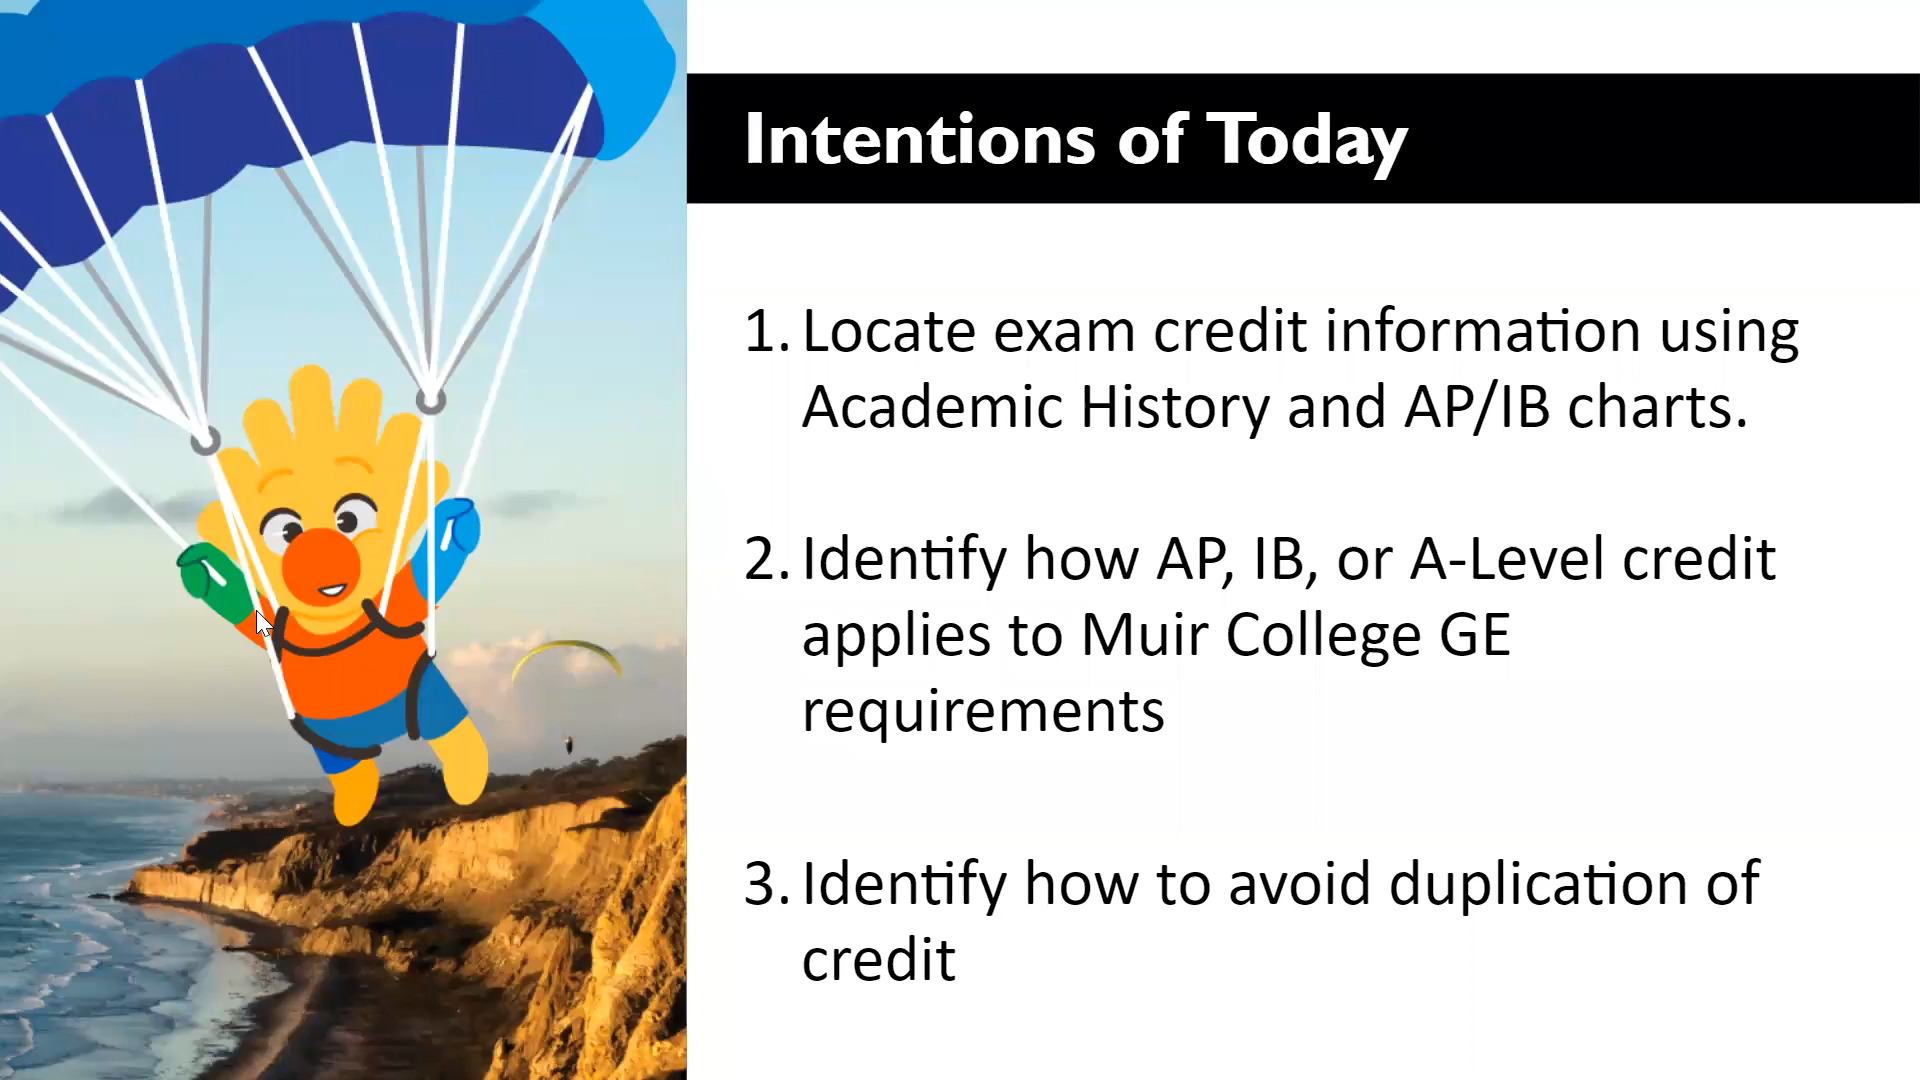 Intentions of Today
1. Locate exam credit information using
Academic History and AP/IB charts.
2. Identify how AP, IB, or A-Level credit
applies to Muir College GE
requirements
3. Identify how to avoid duplication of
credit